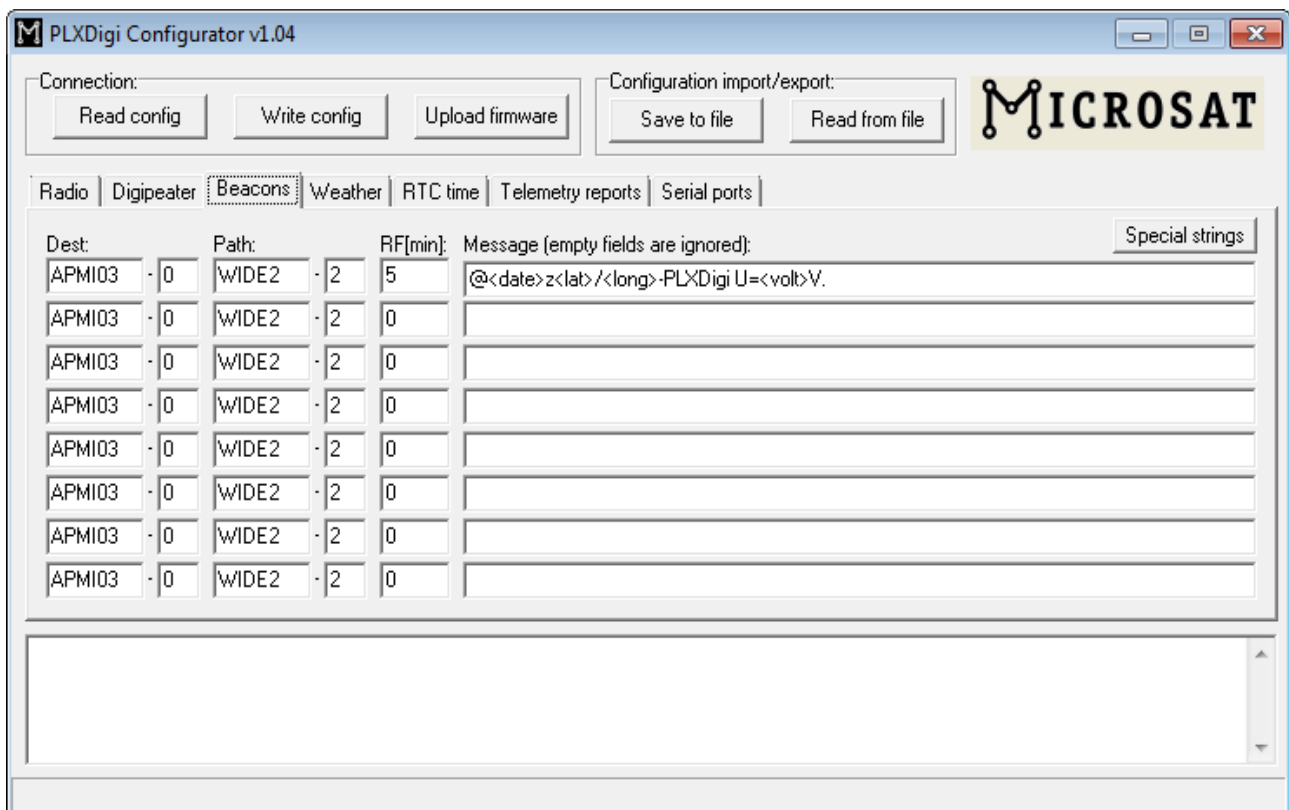 PLXDigi Configurator v1.04
Connection: Configuration import/export:
Read config Write config Upload firmware Save to file Read from file MICROSAT
Radio Digipeater Beacons Weather RTC time Telemetry reports Serial ports
Special strings
Dest: Path: RF[min]: Message (empty fields are ignored):
APMI03 - 0 WIDE2 - 2 5 @<date>z<lat>/<long>-PLXDigi U=<volt>V.
APMI03 - 0 WIDE2 - 2 0
APMI03 - 0 WIDE2 - 2 0
APMI03 - 0 WIDE2 - 2 0
APMI03 - 0 WIDE2 - 2 0
APMI03 - 0 WIDE2 - 2 0
APMI03 - 0 WIDE2 - 2 0
APMI03 - 0 WIDE2 - 2 0